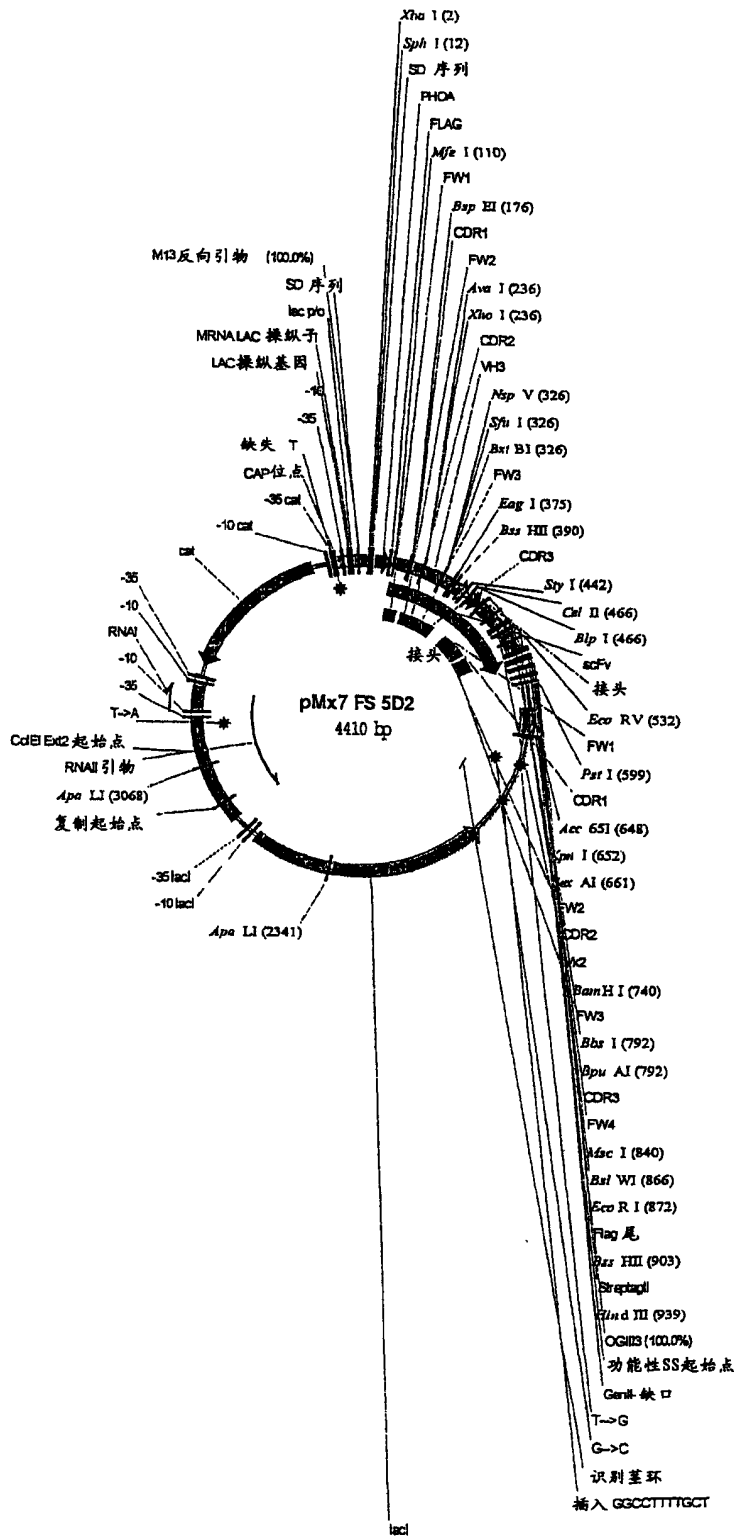 Xba I (2)
Sph I (12)
SD 序列
PHOA
FLAG
Mfe I (110)
FW1
Bsp EI (176)
CDR1
FW2
Ava I (236)
Xho I (236)
CDR2
VH3
Nsp V (326)
Sfu I (326)
Bst BI (326)
FW3
Eag I (375)
Bss HII (390)
CDR3
Sty I (442)
Csl II (466)
Blp I (466)
scFv
接头
Eco RV (532)
FW1
Pst I (599)
CDR1
Acc 65I (648)
Kpn I (652)
Sex AI (661)
FW2
CDR2
Vk2
BamH I (740)
FW3
Bbs I (792)
Bpu AI (792)
CDR3
FW4
Msc I (840)
Bsl WI (866)
Eco R I (872)
Flag 尾
Bss HII (903)
StreptagII
Hind III (939)
OGIII3 (100.0%)
功能性SS起始点
GenII-缺口
T-->G
G-->C
识别茎环
插入 GGCCTTTTGCT
lacI
M13反向引物 (100.0%)
SD 序列
lac p/o
MRNA LAC 操纵子
LAC操纵基因
-10
-35
缺失 T
CAP位点
-35 cat
-10 cat
cat
-35
-10
RNAI
-10
-35
T-->A
ColEI Ext2 起始点
RNAII 引物
Apa LI (3068)
复制起始点
-35 lacI
-10 lacI
Apa LI (2341)
接头
pMx7 FS 5D2
4410 bp